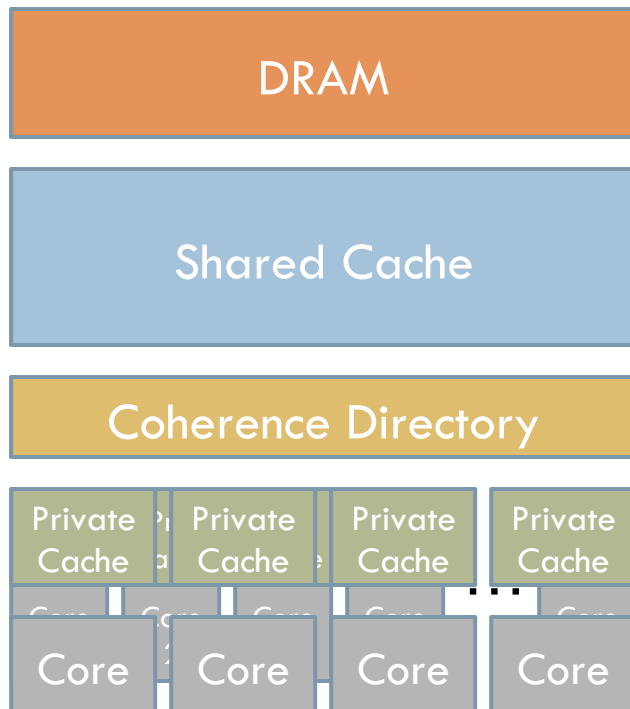 DRAM
Shared Cache
Coherence Directory
Private Private Private Private
Cache Cache Cache Cache
...
Core Core Core Core